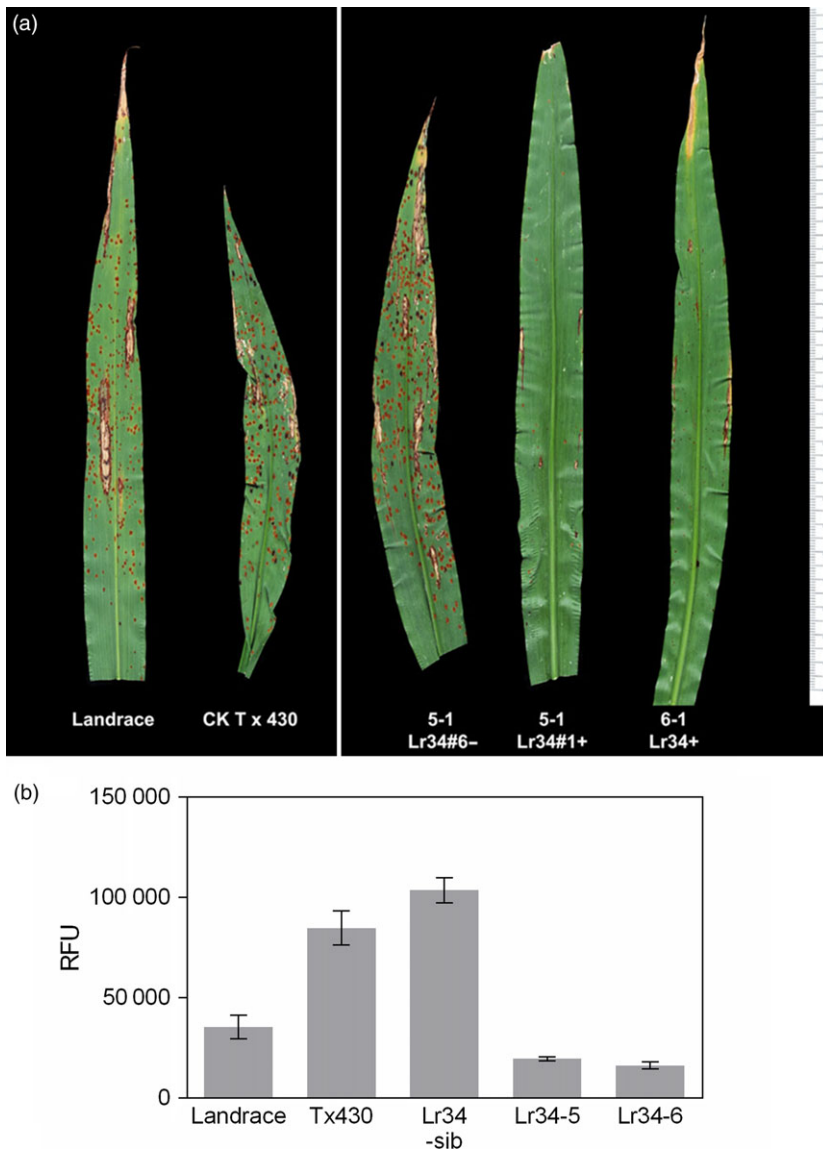 (a)
Landrace CK T x 430 5-1 5-1 6-1
Lr34#6– Lr34#1+ Lr34+
(b)
150 000
100 000
50 000
0
RFU
Landrace Tx430 Lr34 Lr34-5 Lr34-6
-sib